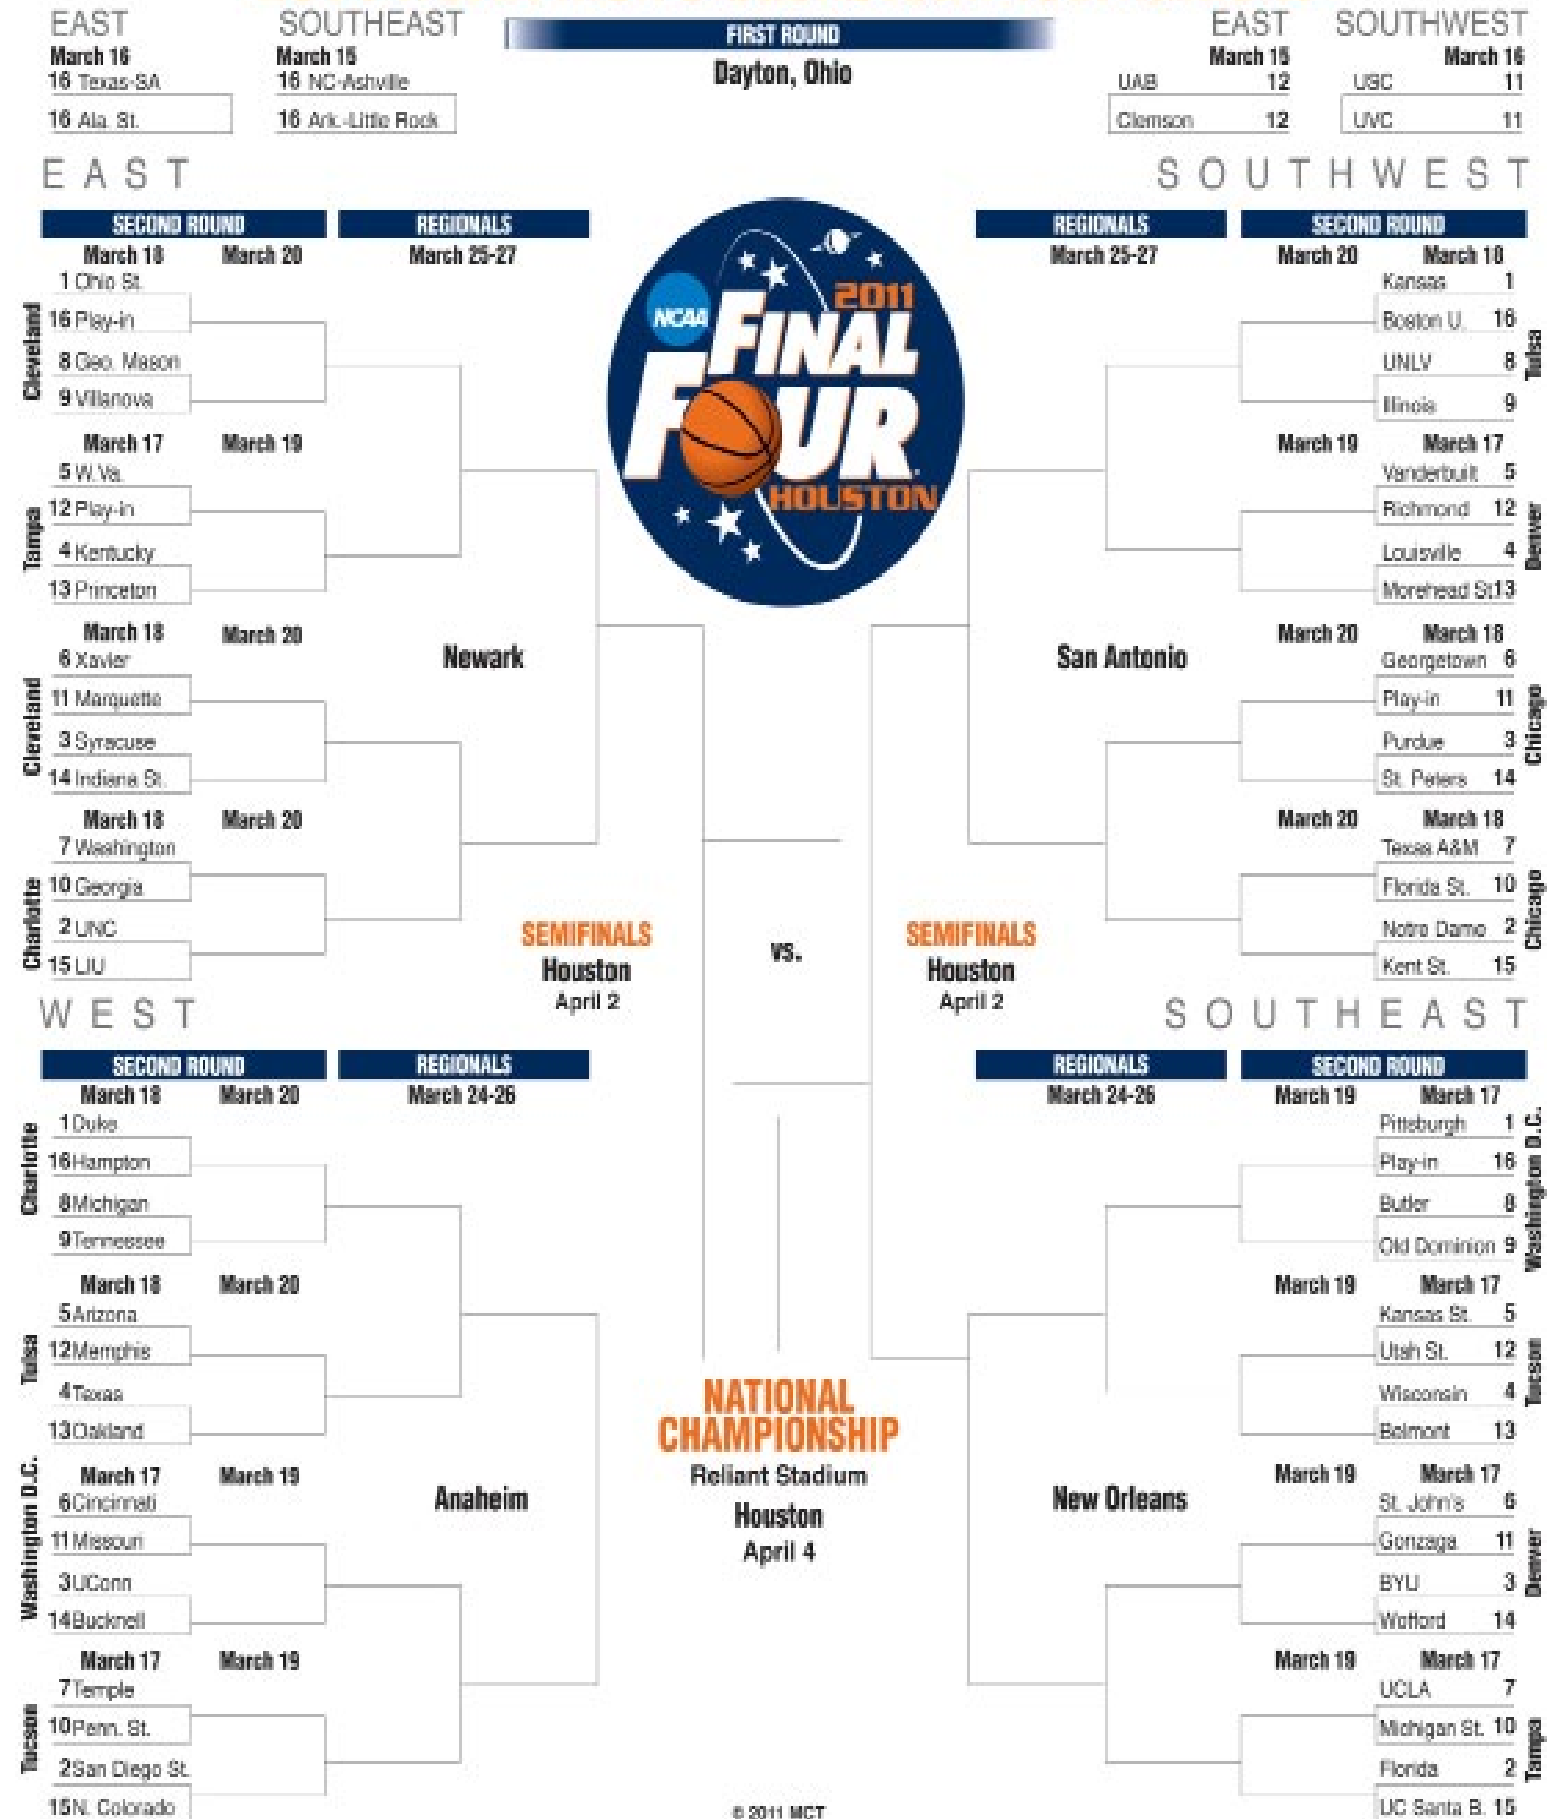 EAST
March 16
16 Texas-SA
16 Ala. St.
SOUTHEAST
March 15
16 NC-Ashville
16 Ark.-Little Rock
FIRST ROUND
Dayton, Ohio
EAST
March 15
UAB 12
Clemson 12
SOUTHWEST
March 16
USC 11
UVC 11
EAST
SECOND ROUND
REGIONALS
March 18 March 20 March 25-27
Cleveland
1 Ohio St.
16 Play-in
8 Geo. Mason
9 Villanova
March 17 March 19
Tampa
5 W.Va.
12 Play-in
4 Kentucky
13 Princeton
March 18 March 20
Cleveland
6 Xavier
11 Marquette
3 Syracuse
14 Indiana St.
Newark
March 18 March 20
Charlotte
7 Washington
10 Georgia
2 UNC
15 LIU
NCAA
2011
FINAL
FOUR
HOUSTON
SOUTHWEST
REGIONALS
SECOND ROUND
March 25-27 March 20 March 18
Kansas 1
Boston U. 16
UNLV 8
Illinois 9
Tulsa
March 19 March 17
Vanderbuilt 5
Richmond 12
Louisville 4
Morehead St.13
Denver
March 20 March 18
San Antonio
Georgetown 6
Play-in 11
Purdue 3
St. Peters 14
Chicago
March 20 March 18
Texas A&M 7
Florida St. 10
Notre Dame 2
Kent St. 15
Chicago
SEMIFINALS
Houston
April 2
vs.
SEMIFINALS
Houston
April 2
WEST
SECOND ROUND
REGIONALS
March 18 March 20 March 24-26
Charlotte
1 Duke
16 Hampton
8 Michigan
9 Tennessee
March 18 March 20
Tulsa
5 Arizona
12 Memphis
4 Texas
13 Oakland
March 17 March 19
Washington D.C.
6 Cincinnati
11 Missouri
3 UConn
14 Bucknell
Anaheim
March 17 March 19
Tucson
7 Temple
10 Penn. St.
2 San Diego St.
15 N. Colorado
NATIONAL
CHAMPIONSHIP
Reliant Stadium
Houston
April 4
SOUTHEAST
REGIONALS
SECOND ROUND
March 24-26 March 19 March 17
Pittsburgh 1
Play-in 16
Butler 8
Old Dominion 9
Washington D.C.
March 19 March 17
Kansas St. 5
Utah St. 12
Wisconsin 4
Belmont 13
Tucson
March 19 March 17
New Orleans
St. John's 6
Gonzaga 11
BYU 3
Wofford 14
Denver
March 19 March 17
UCLA 7
Michigan St. 10
Florida 2
UC Santa B. 15
Tampa
© 2011 MCT